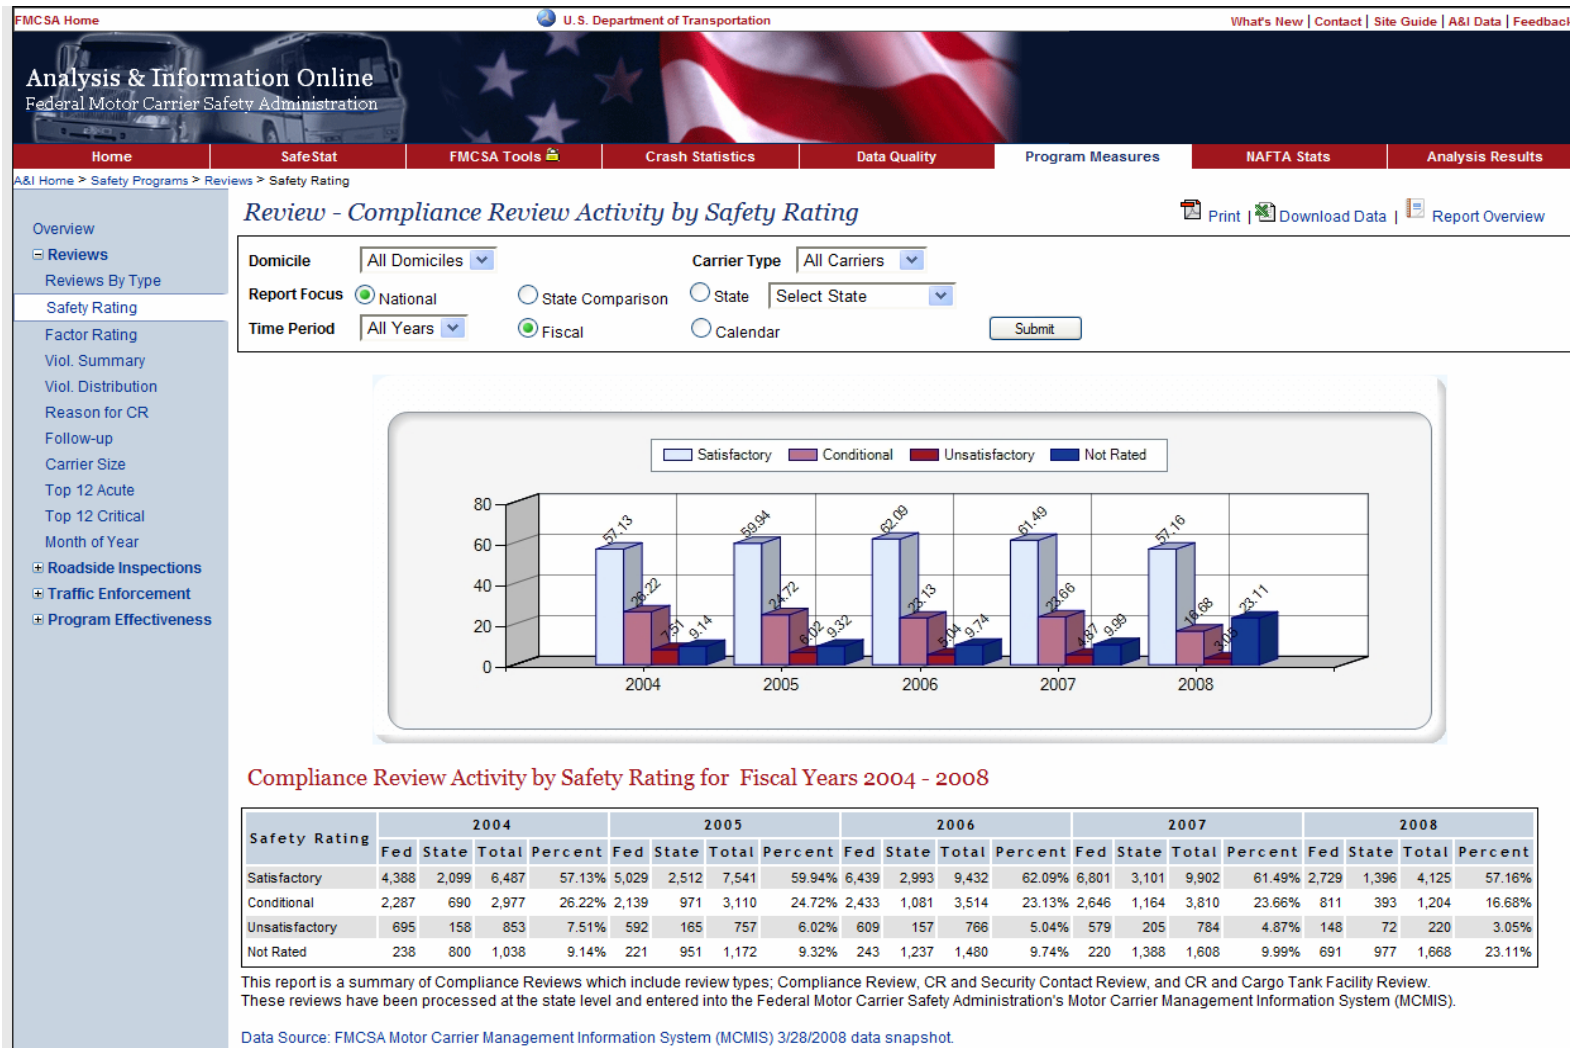 FMCSA Home U.S. Department of Transportation What's New | Contact | Site Guide | A&I Data | Feedback
Analysis & Information Online
Federal Motor Carrier Safety Administration
Home SafeStat FMCSA Tools Crash Statistics Data Quality Program Measures NAFTA Stats Analysis Results
A&I Home > Safety Programs > Reviews > Safety Rating
Review - Compliance Review Activity by Safety Rating
Print | Download Data | Report Overview
Overview
Reviews
Reviews By Type
Safety Rating
Factor Rating
Viol. Summary
Viol. Distribution
Reason for CR
Follow-up
Carrier Size
Top 12 Acute
Top 12 Critical
Month of Year
Roadside Inspections
Traffic Enforcement
Program Effectiveness
Domicile All Domiciles Carrier Type All Carriers
Report Focus National State Comparison State Select State
Time Period All Years Fiscal Calendar Submit
Satisfactory Conditional Unsatisfactory Not Rated
80
60
40
20
0
57.13 26.22 7.51 9.14
59.94 24.72 6.02 9.32
62.09 23.13 5.04 9.74
61.49 23.66 4.87 9.99
57.16 16.68 3.05 23.11
2004 2005 2006 2007 2008
Compliance Review Activity by Safety Rating for Fiscal Years 2004 - 2008
Safety Rating 2004 2005 2006 2007 2008
Fed State Total Percent Fed State Total Percent Fed State Total Percent Fed State Total Percent Fed State Total Percent
Satisfactory 4,388 2,099 6,487 57.13% 5,029 2,512 7,541 59.94% 6,439 2,993 9,432 62.09% 6,801 3,101 9,902 61.49% 2,729 1,396 4,125 57.16%
Conditional 2,287 690 2,977 26.22% 2,139 971 3,110 24.72% 2,433 1,081 3,514 23.13% 2,646 1,164 3,810 23.66% 811 393 1,204 16.68%
Unsatisfactory 695 158 853 7.51% 592 165 757 6.02% 609 157 766 5.04% 579 205 784 4.87% 148 72 220 3.05%
Not Rated 238 800 1,038 9.14% 221 951 1,172 9.32% 243 1,237 1,480 9.74% 220 1,388 1,608 9.99% 691 977 1,668 23.11%
This report is a summary of Compliance Reviews which include review types; Compliance Review, CR and Security Contact Review, and CR and Cargo Tank Facility Review.
These reviews have been processed at the state level and entered into the Federal Motor Carrier Safety Administration's Motor Carrier Management Information System (MCMIS).
Data Source: FMCSA Motor Carrier Management Information System (MCMIS) 3/28/2008 data snapshot.